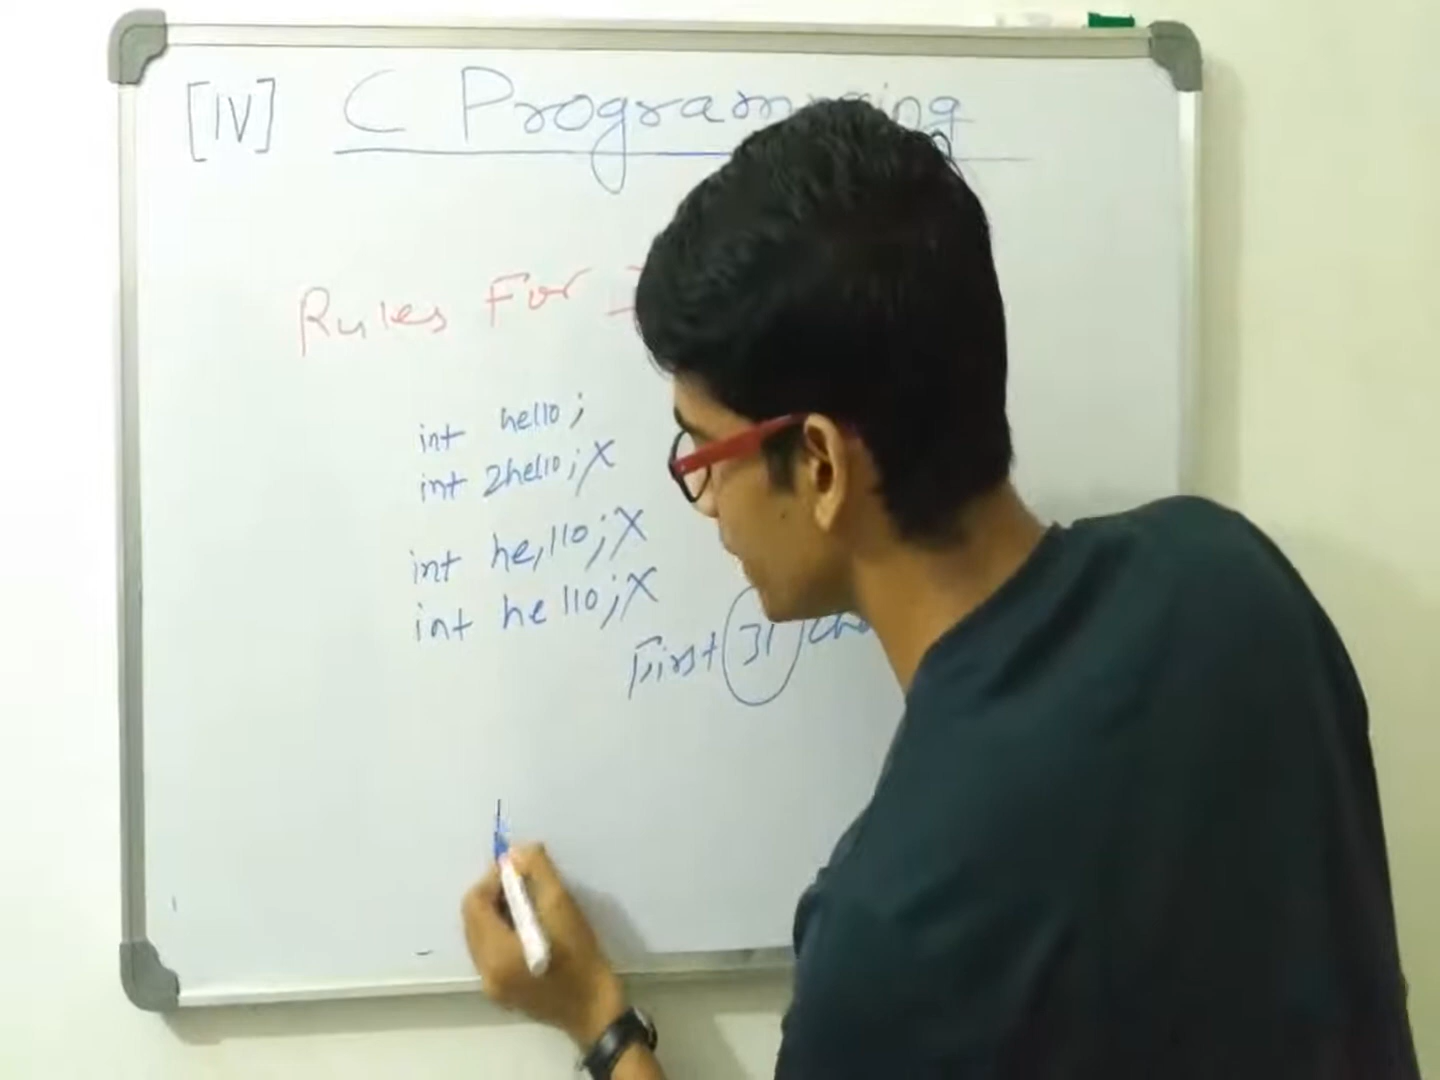 [IV] C Programming
Rules For
int hello;
int 2hello; X
int he,llo; X
int he llo; X
First 31